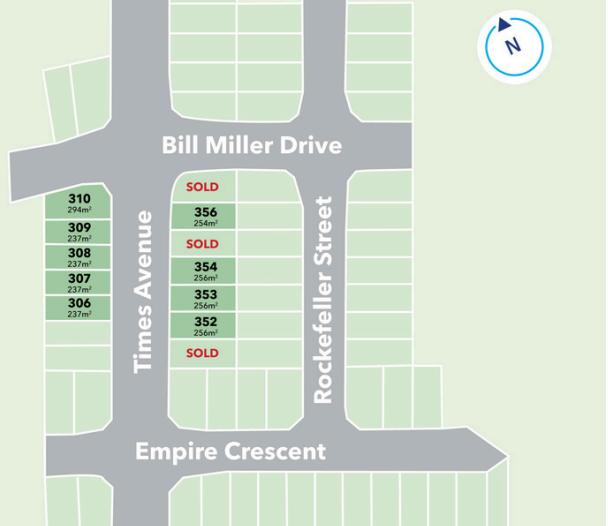 N
Bill Miller Drive
SOLD
310
294m²
356
254m²
309
237m²
SOLD
308
237m²
354
256m²
307
237m²
353
256m²
306
237m²
352
256m²
SOLD
Times Avenue
Rockefeller Street
Empire Crescent